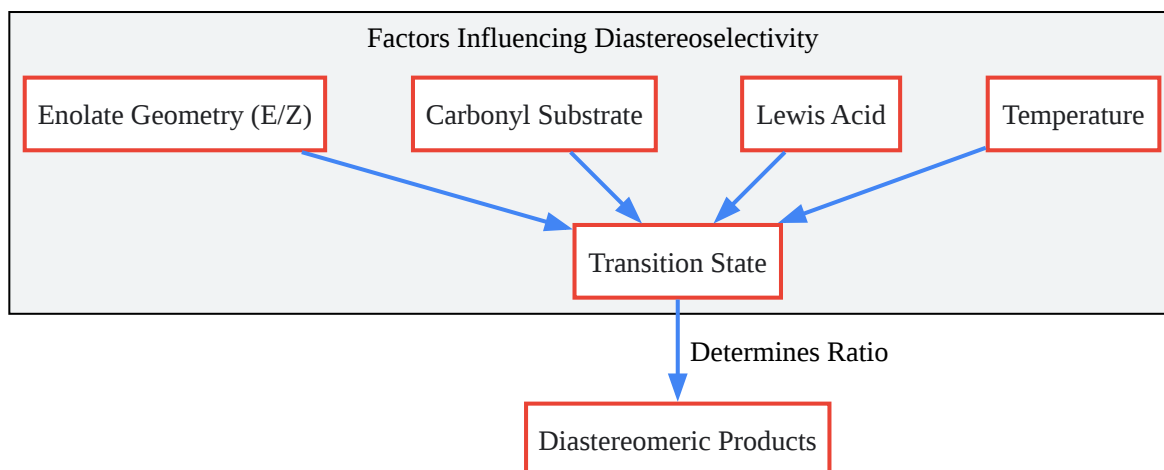 Factors Influencing Diastereoselectivity
Enolate Geometry (E/Z)
Carbonyl Substrate
Lewis Acid
Temperature
Transition State
Determines Ratio
Diastereomeric Products